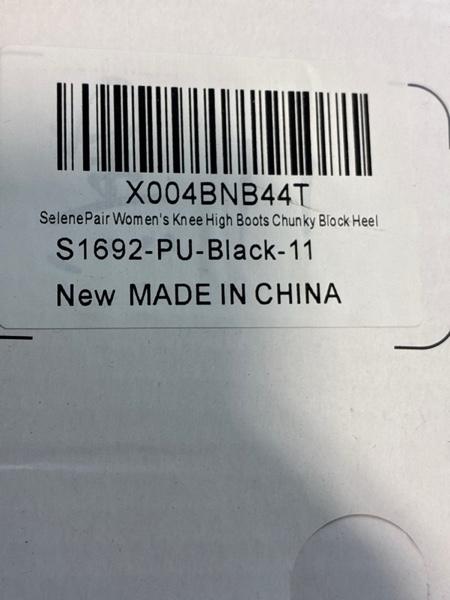 X004BNB44T
SelenePair Women's Knee High Boots Chunky Block Heel
S1692-PU-Black-11
New MADE IN CHINA